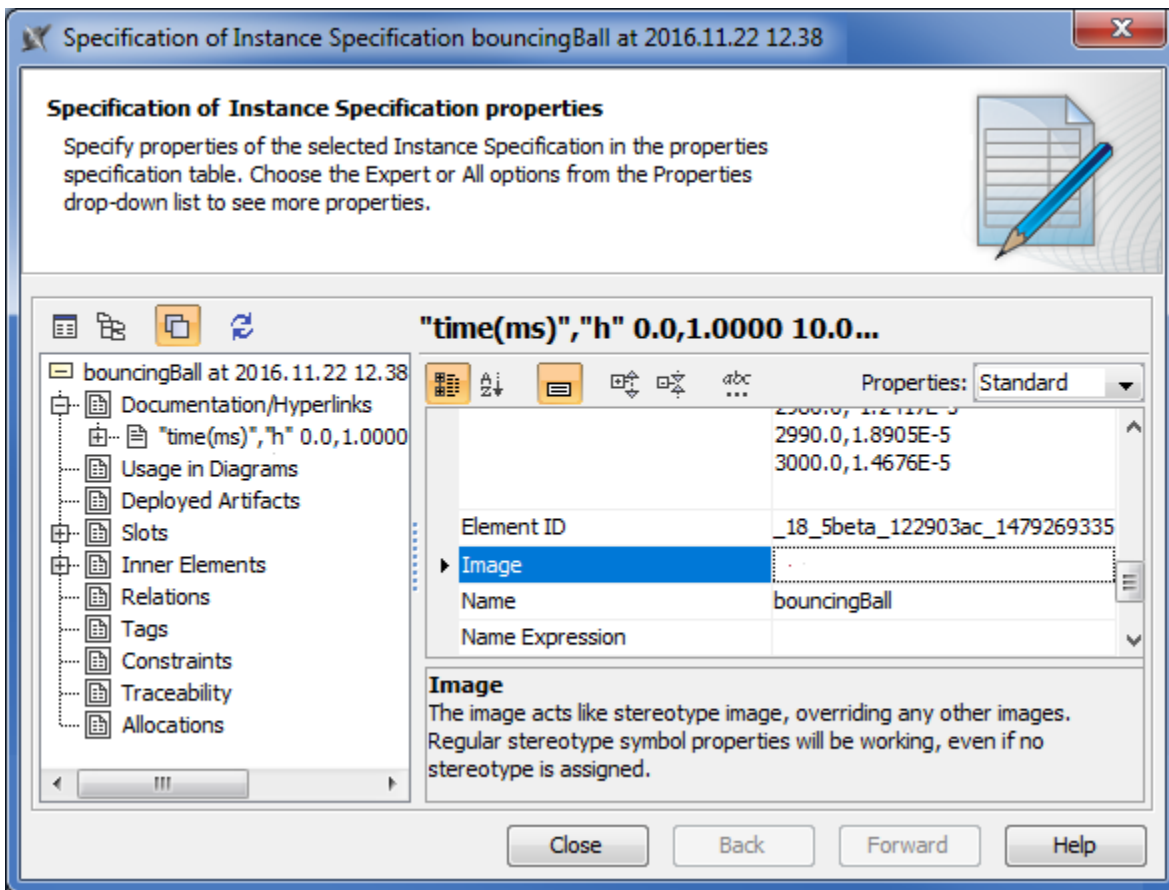 Specification of Instance Specification bouncingBall at 2016.11.22 12.38
Specification of Instance Specification properties
Specify properties of the selected Instance Specification in the properties
specification table. Choose the Expert or All options from the Properties
drop-down list to see more properties.
"time(ms)","h" 0.0,1.0000 10.0...
bouncingBall at 2016.11.22 12.38
Documentation/Hyperlinks
"time(ms)","h" 0.0,1.0000
Usage in Diagrams
Deployed Artifacts
Slots
Inner Elements
Relations
Tags
Constraints
Traceability
Allocations
Properties: Standard
2990.0,1.8905E-5
3000.0,1.4676E-5
Element ID _18_5beta_122903ac_1479269335
Image
Name bouncingBall
Name Expression
Image
The image acts like stereotype image, overriding any other images.
Regular stereotype symbol properties will be working, even if no
stereotype is assigned.
Close Back Forward Help